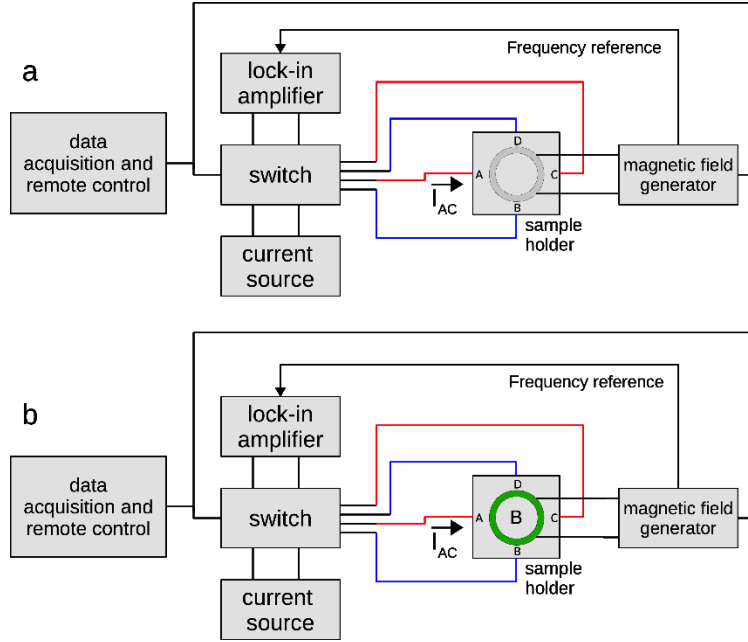 Frequency reference
a
lock-in
amplifier
data
acquisition and
remote control
switch
D
A
C
B
magnetic field
generator
I AC
sample
holder
current
source
Frequency reference
b
lock-in
amplifier
data
acquisition and
remote control
switch
D
A
B
C
B
magnetic field
generator
I AC
sample
holder
current
source